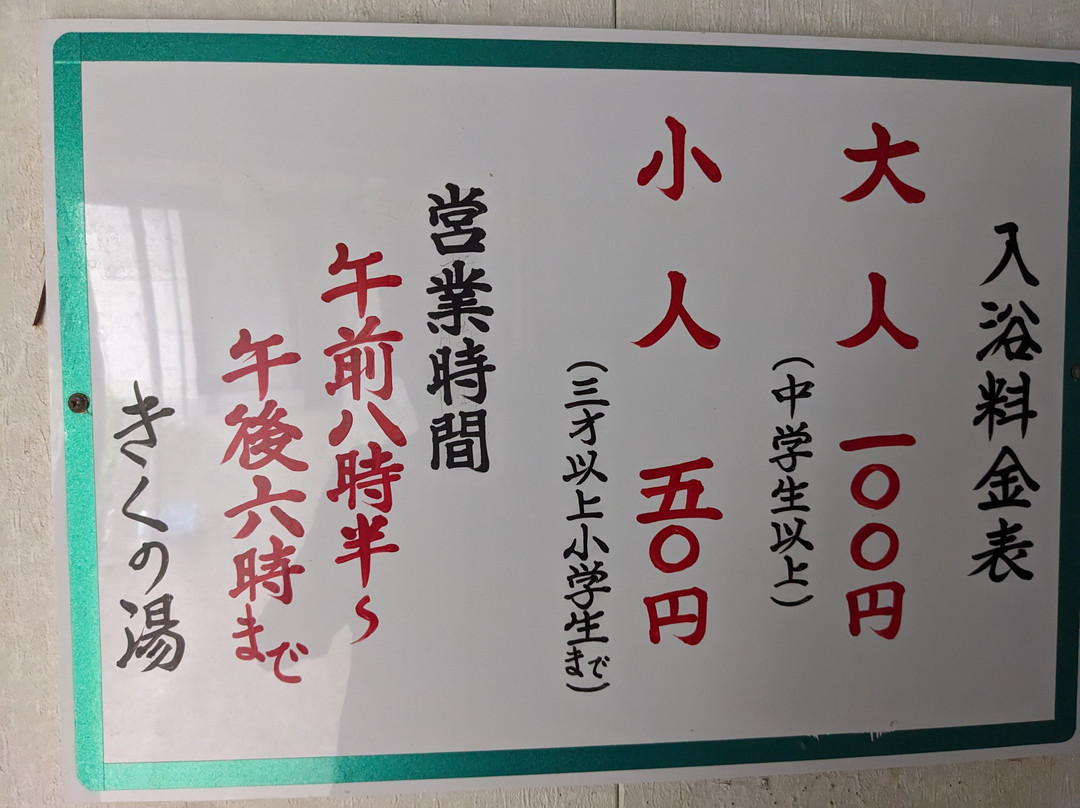 入浴料金表
大人 一〇〇円
（中学生以上）
小人 五〇円
（三才以上小学生まで）
営業時間
午前八時半〜
午後六時まで
きくの湯